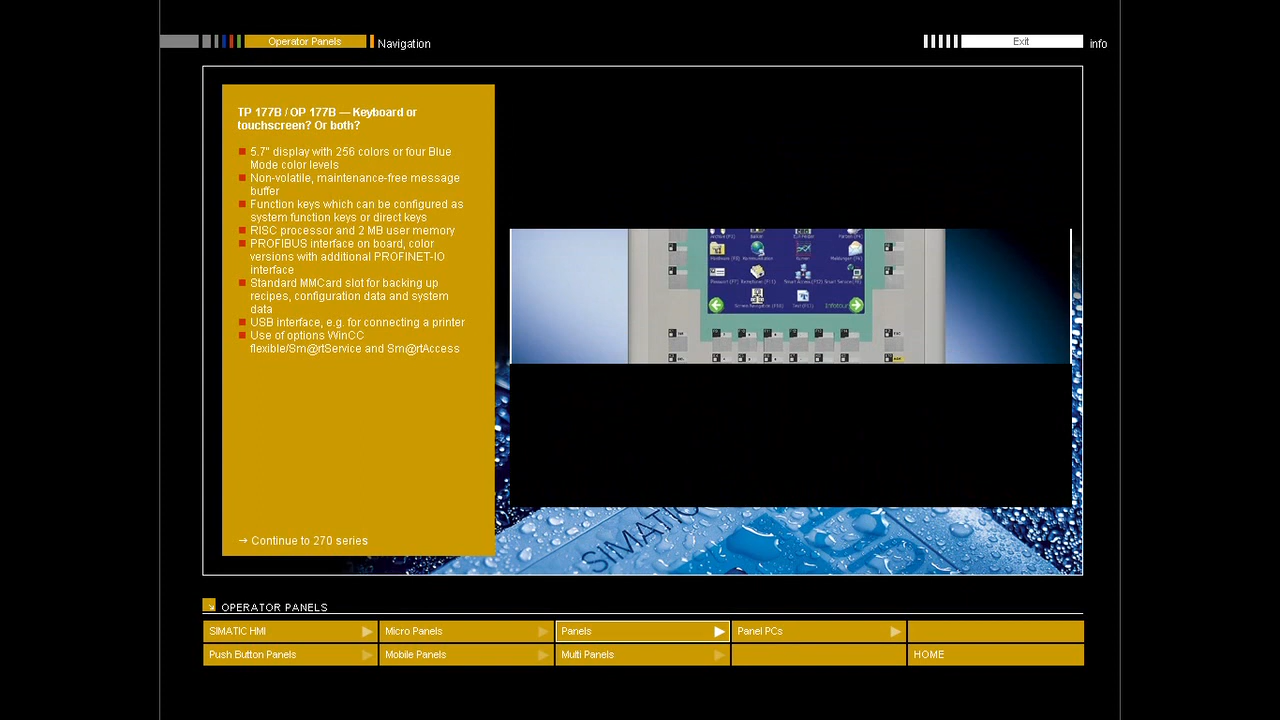 Operator Panels
Navigation
Exit
info
TP 177B / OP 177B — Keyboard or
touchscreen? Or both?
5.7" display with 256 colors or four Blue
Mode color levels
Non-volatile, maintenance-free message
buffer
Function keys which can be configured as
system function keys or direct keys
RISC processor and 2 MB user memory
PROFIBUS interface on board, color
versions with additional PROFINET-IO
interface
Standard MMCard slot for backing up
recipes, configuration data and system
data
USB interface, e.g. for connecting a printer
Use of options WinCC
flexible/Sm@rtService and Sm@rtAccess
→ Continue to 270 series
Infotour
SIMATIC
OPERATOR PANELS
SIMATIC HMI
Micro Panels
Panels
Panel PCs
Push Button Panels
Mobile Panels
Multi Panels
HOME